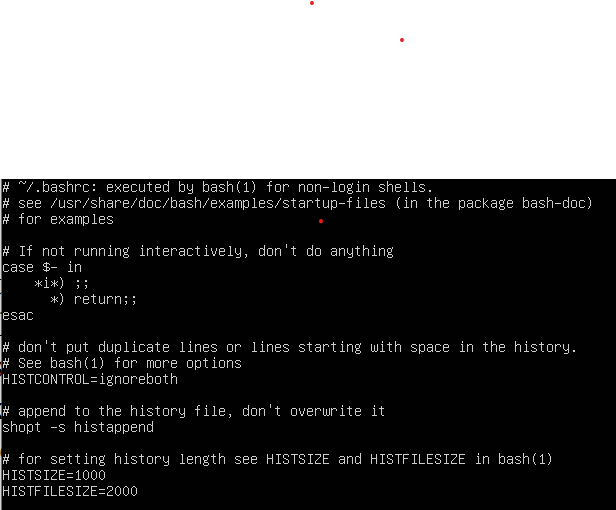 # ~/.bashrc: executed by bash(1) for non-login shells.
# see /usr/share/doc/bash/examples/startup-files (in the package bash-doc)
# for examples
# If not running interactively, don't do anything
case $- in
    *i*) ;;
      *) return;;
esac
# don't put duplicate lines or lines starting with space in the history.
# See bash(1) for more options
HISTCONTROL=ignoreboth
# append to the history file, don't overwrite it
shopt -s histappend
# for setting history length see HISTSIZE and HISTFILESIZE in bash(1)
HISTSIZE=1000
HISTFILESIZE=2000